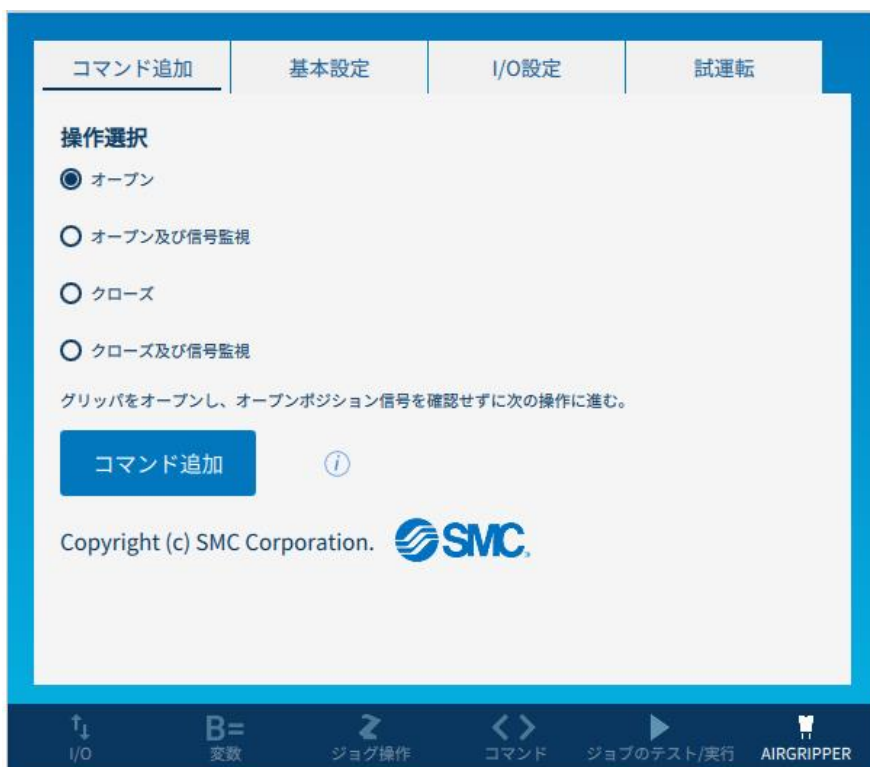 コマンド追加 基本設定 I/O設定 試運転
操作選択
オープン
オープン及び信号監視
クローズ
クローズ及び信号監視
グリッパをオープンし、オープンポジション信号を確認せずに次の操作に進む。
コマンド追加 i
Copyright (c) SMC Corporation. SMC
B=
I/O 変数 ジョグ操作 コマンド ジョブのテスト/実行 AIRGRIPPER